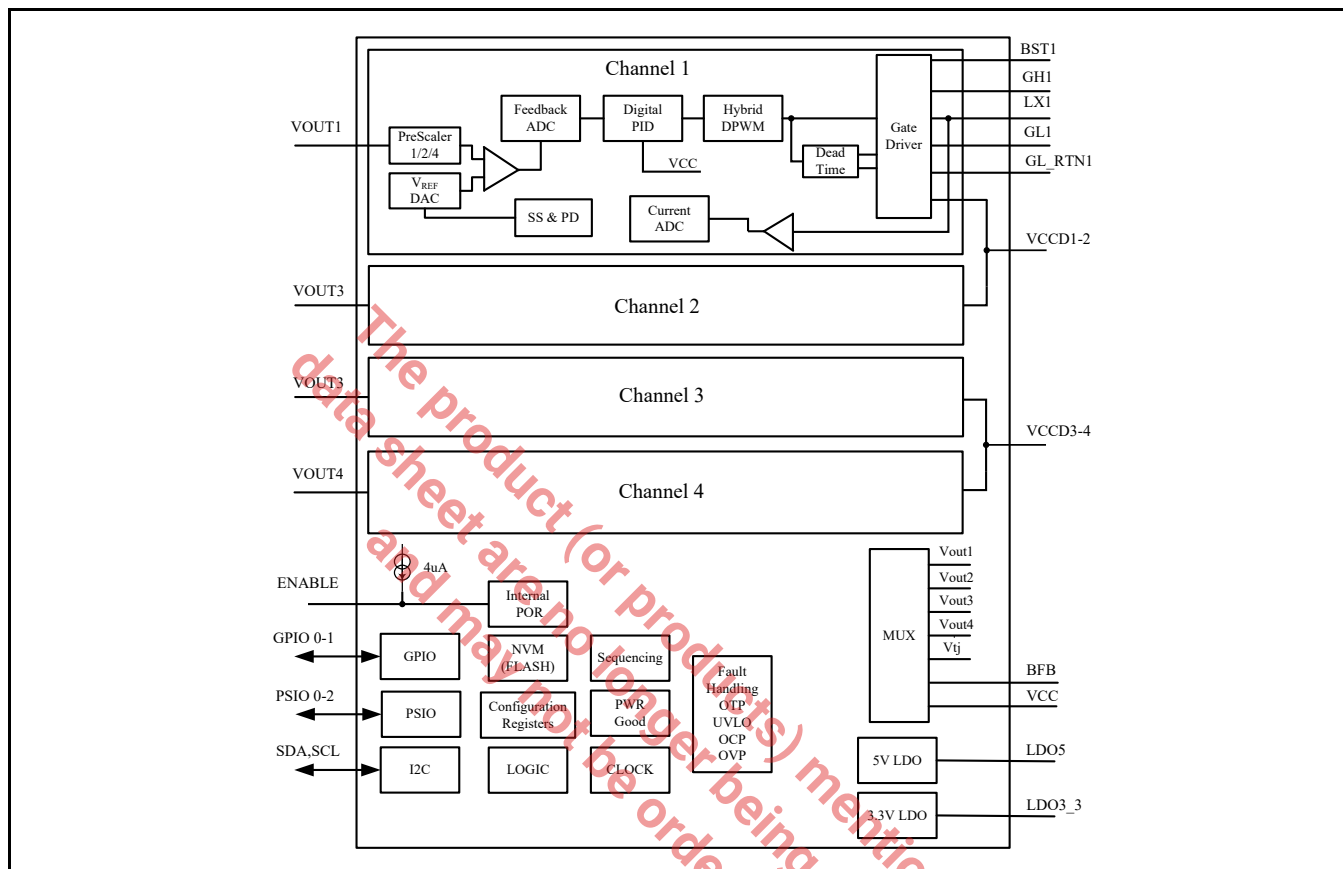 Channel 1
BST1
GH1
LX1
GL1
GL_RTN1
VOUT1
PreScaler
1/2/4
Feedback
ADC
Digital
PID
Hybrid
DPWM
Gate
Driver
Dead
Time
VCC
VREF
DAC
SS & PD
Current
ADC
VCCD1-2
VOUT3
Channel 2
VOUT3
Channel 3
VCCD3-4
VOUT4
Channel 4
4uA
ENABLE
Internal
POR
GPIO 0-1
GPIO
NVM
(FLASH)
Sequencing
PSIO 0-2
PSIO
Configuration
Registers
PWR
Good
SDA,SCL
I2C
LOGIC
CLOCK
Fault
Handling
OTP
UVLO
OCP
OVP
MUX
Vout1
Vout2
Vout3
Vout4
Vtj
BFB
VCC
5V LDO
LDO5
3.3V LDO
LDO3_3
The product (or products) mentio
data sheet are no longer being
and may not be orde